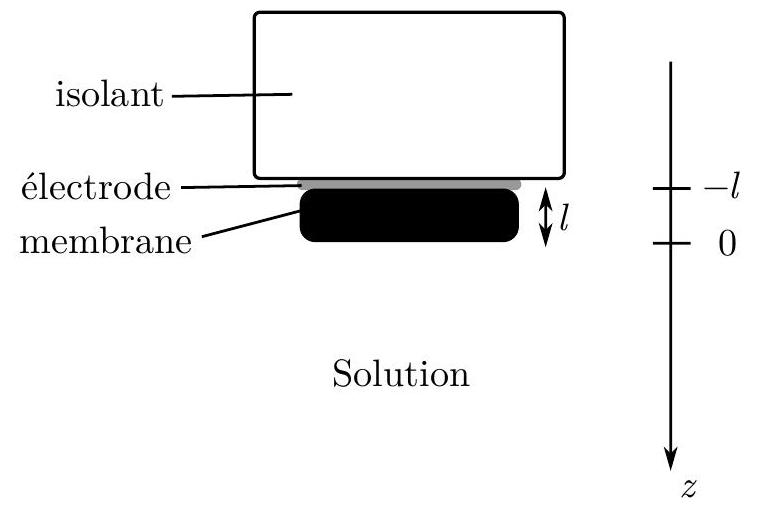 isolant
électrode
membrane
l
−l
0
Solution
z